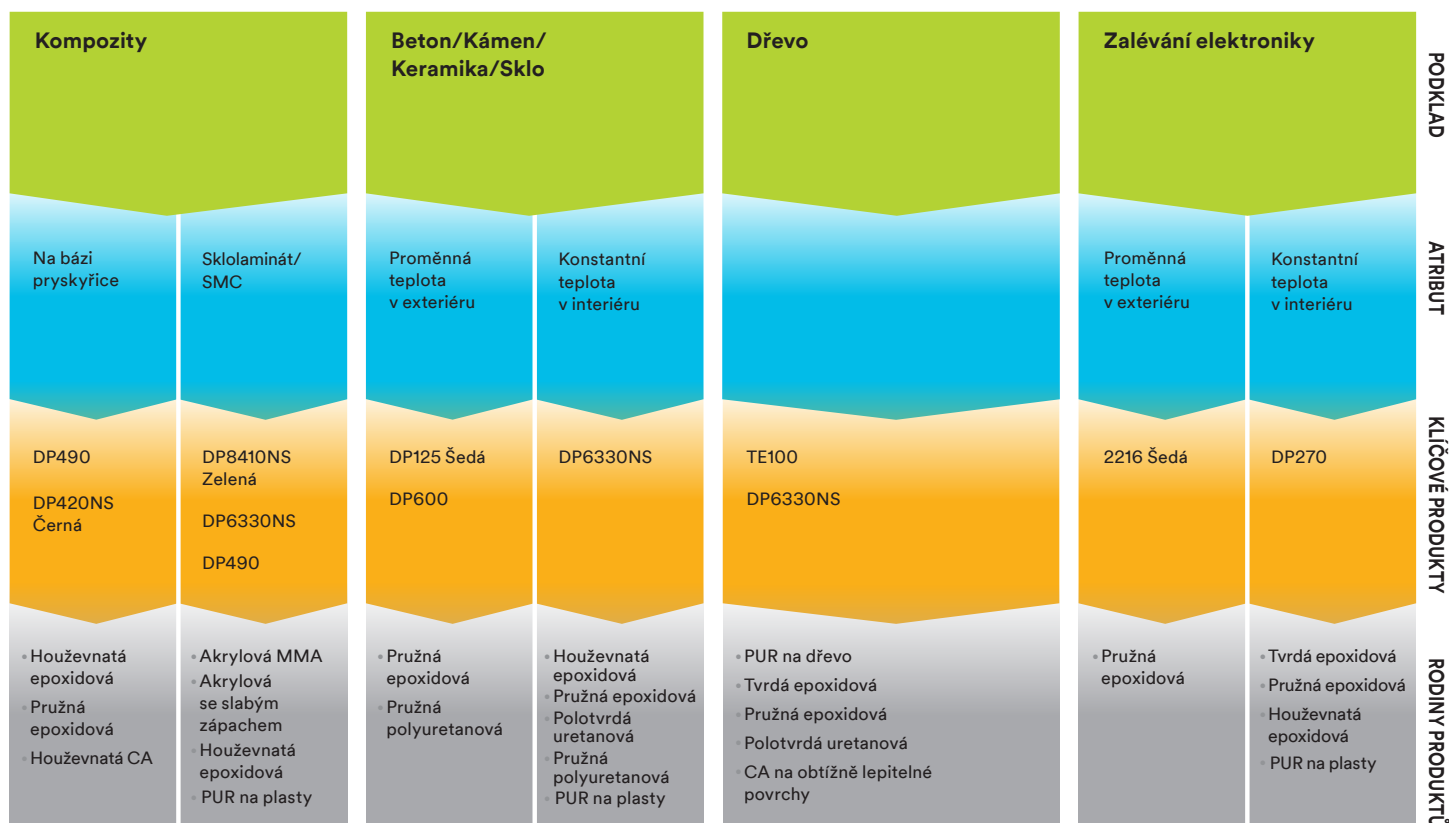 Kompozity
Beton/Kámen/
Keramika/Sklo
Dřevo
Zalévání elektroniky
PODKLAD
Na bázi
pryskyřice
Sklolaminát/
SMC
Proměnná
teplota
v exteriéru
Konstantní
teplota
v interiéru
Proměnná
teplota
v exteriéru
Konstantní
teplota
v interiéru
ATRIBUT
DP490
DP420NS
Černá
DP8410NS
Zelená
DP6330NS
DP490
DP125 Šedá
DP600
DP6330NS
TE100
DP6330NS
2216 Šedá
DP270
KLÍČOVÉ PRODUKTY
• Houževnatá
epoxidová
• Pružná
epoxidová
• Houževnatá CA
• Akrylová MMA
• Akrylová
se slabým
zápachem
• Houževnatá
epoxidová
• PUR na plasty
• Pružná
epoxidová
• Pružná
polyuretanová
• Houževnatá
epoxidová
• Pružná epoxidová
• Polotvrdá
uretanová
• Pružná
polyuretanová
• PUR na plasty
• PUR na dřevo
• Tvrdá epoxidová
• Pružná epoxidová
• Polotvrdá uretanová
• CA na obtížně lepitelné
povrchy
• Pružná
epoxidová
• Tvrdá epoxidová
• Pružná epoxidová
• Houževnatá
epoxidová
• PUR na plasty
RODINY PRODUKTŮ